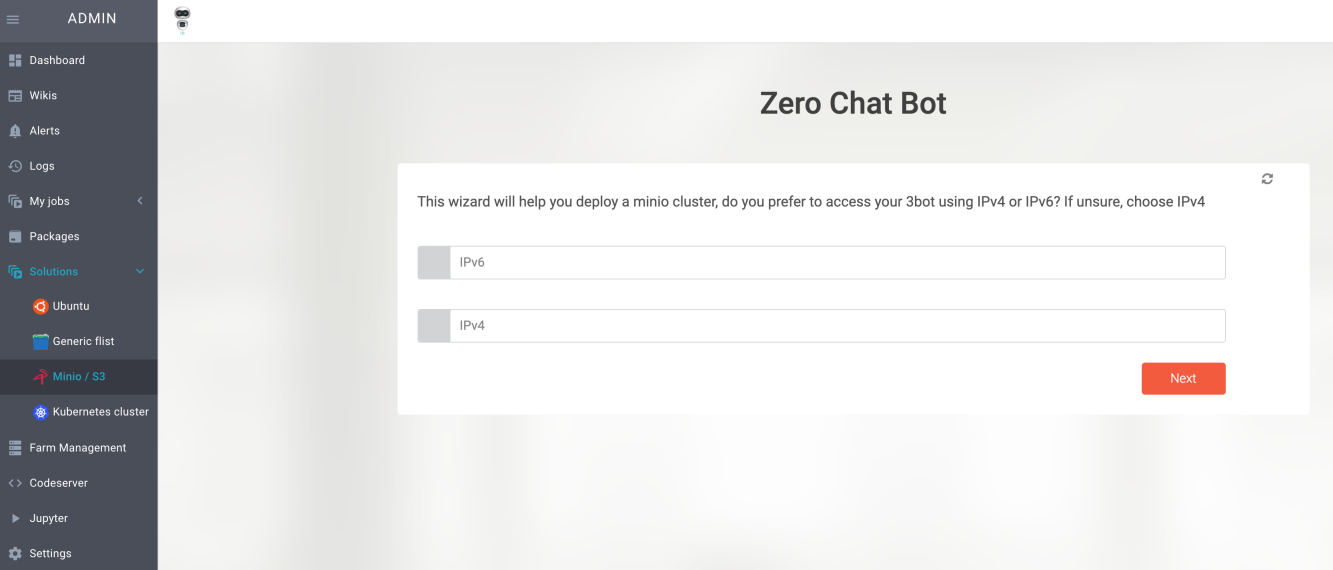 ADMIN
Dashboard
Wikis
Alerts
Logs
My jobs
Packages
Solutions
Ubuntu
Generic flist
Minio / S3
Kubernetes cluster
Farm Management
Codeserver
Jupyter
Settings
Zero Chat Bot
This wizard will help you deploy a minio cluster, do you prefer to access your 3bot using IPv4 or IPv6? If unsure, choose IPv4
IPv6
IPv4
Next